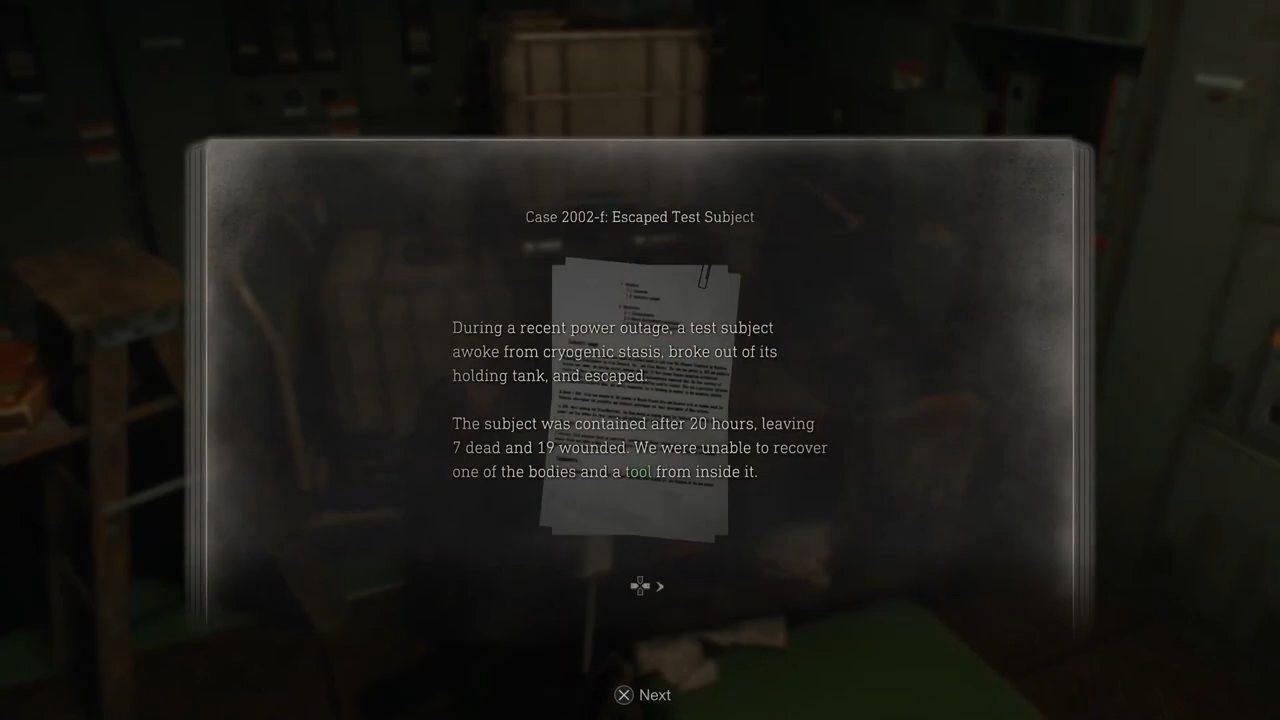 Case 2002-f: Escaped Test Subject
During a recent power outage, a test subject
awoke from cryogenic stasis, broke out of its
holding tank, and escaped.
The subject was contained after 20 hours, leaving
7 dead and 19 wounded. We were unable to recover
one of the bodies and a tool from inside it.
Next